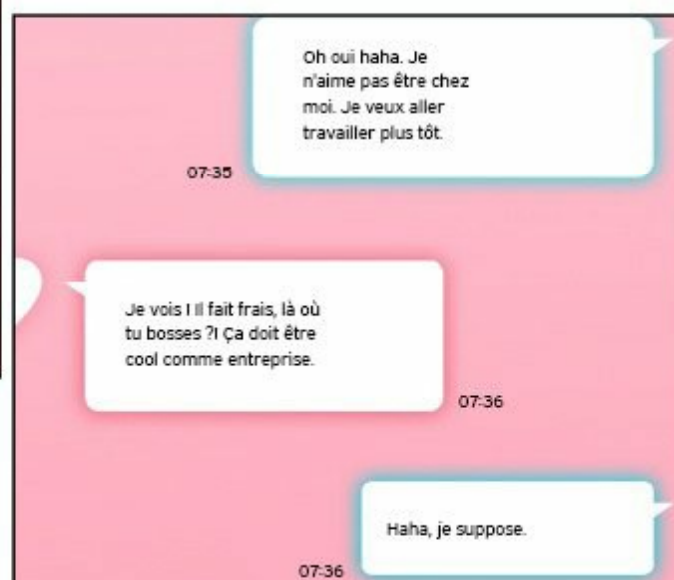 Oh oui haha. Je
n'aime pas être chez
moi. Je veux aller
travailler plus tôt.
07:35
Je vois ! Il fait frais, là où
tu bosses ?! Ça doit être
cool comme entreprise.
07:36
Haha, je suppose.
07:36